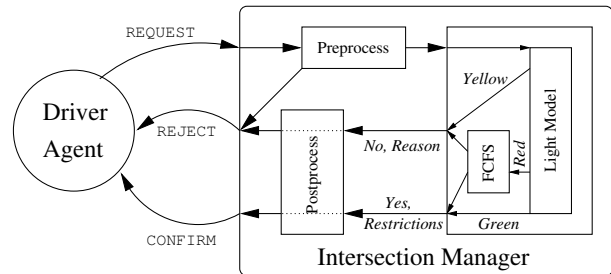 REQUEST
Preprocess
Yellow
Driver
Agent
REJECT
No, Reason
Postprocess
FCFS
Red
Light Model
Yes,
Restrictions
Green
CONFIRM
Intersection Manager